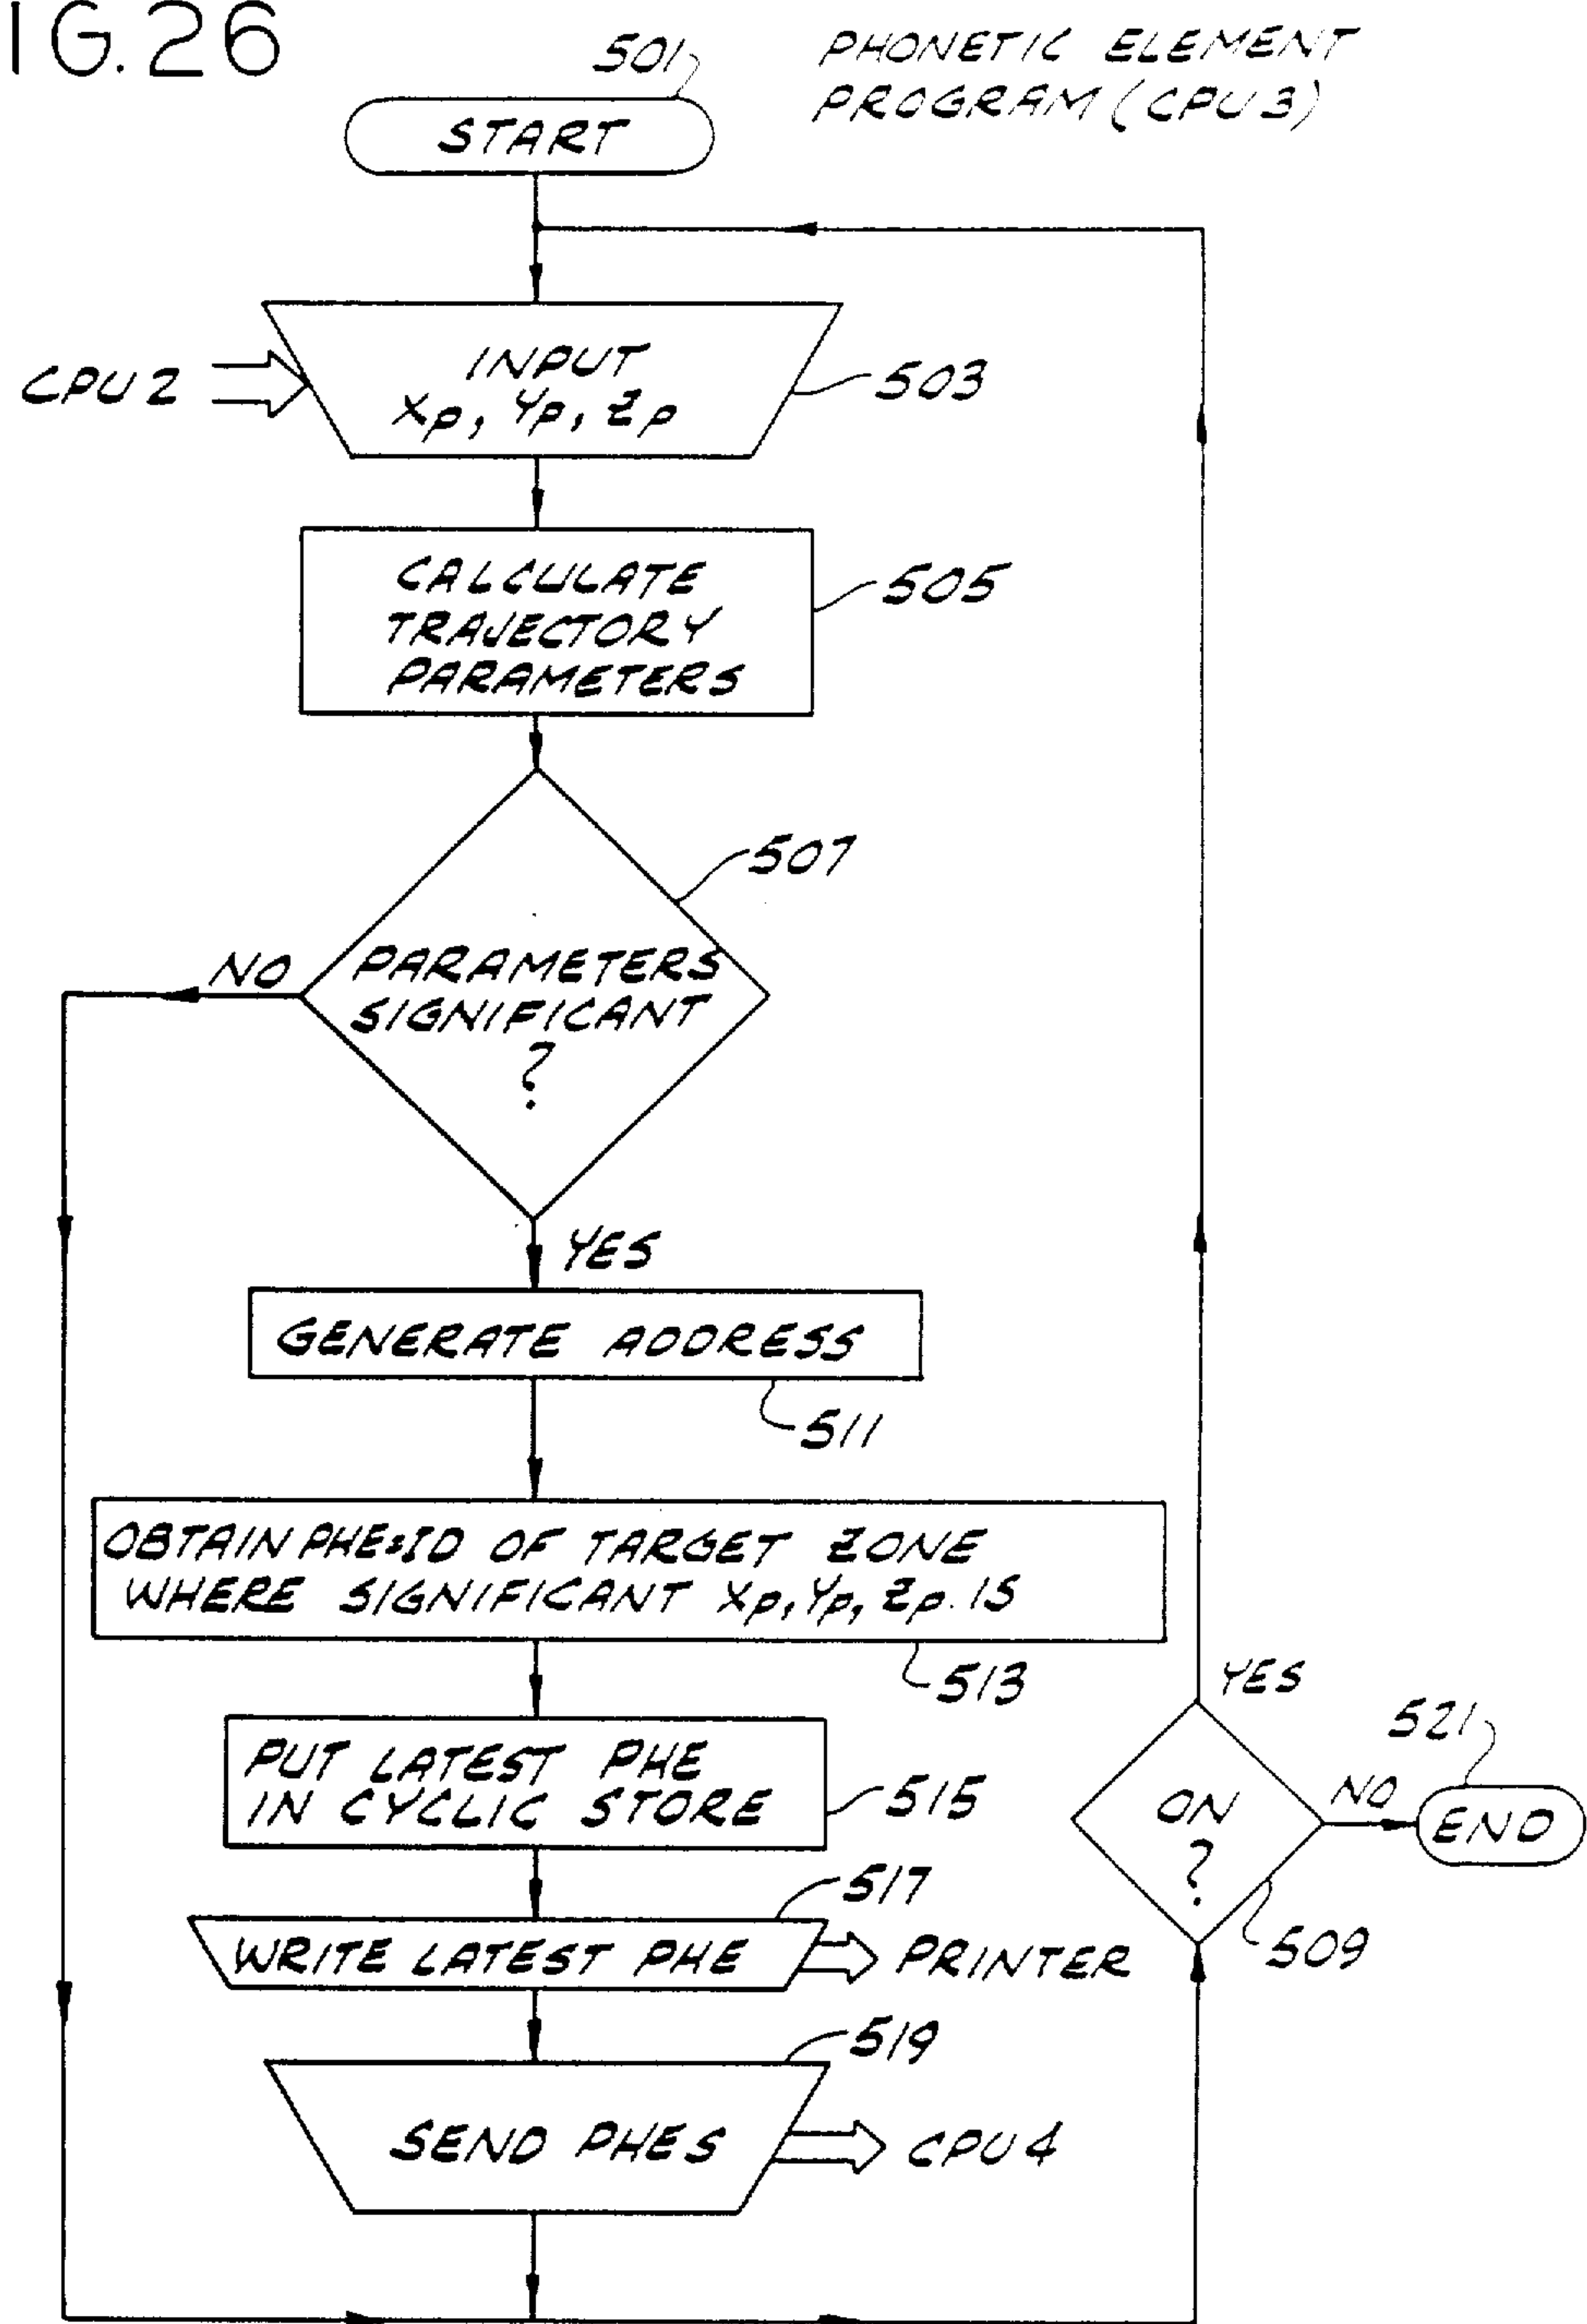 IG. 26
501
PHONETIC ELEMENT
PROGRAM (CPU 3)
START
CPU 2
INPUT
Xp, Yp, Zp
503
CALCULATE
TRAJECTORY
PARAMETERS
505
507
NO
PARAMETERS
SIGNIFICANT
?
YES
GENERATE ADDRESS
511
OBTAIN PHE:ID OF TARGET ZONE
WHERE SIGNIFICANT Xp, Yp, Zp. IS
513
YES
PUT LATEST PHE
IN CYCLIC STORE
515
ON
?
NO
521
END
509
517
WRITE LATEST PHE
PRINTER
519
SEND PHES
CPU 4